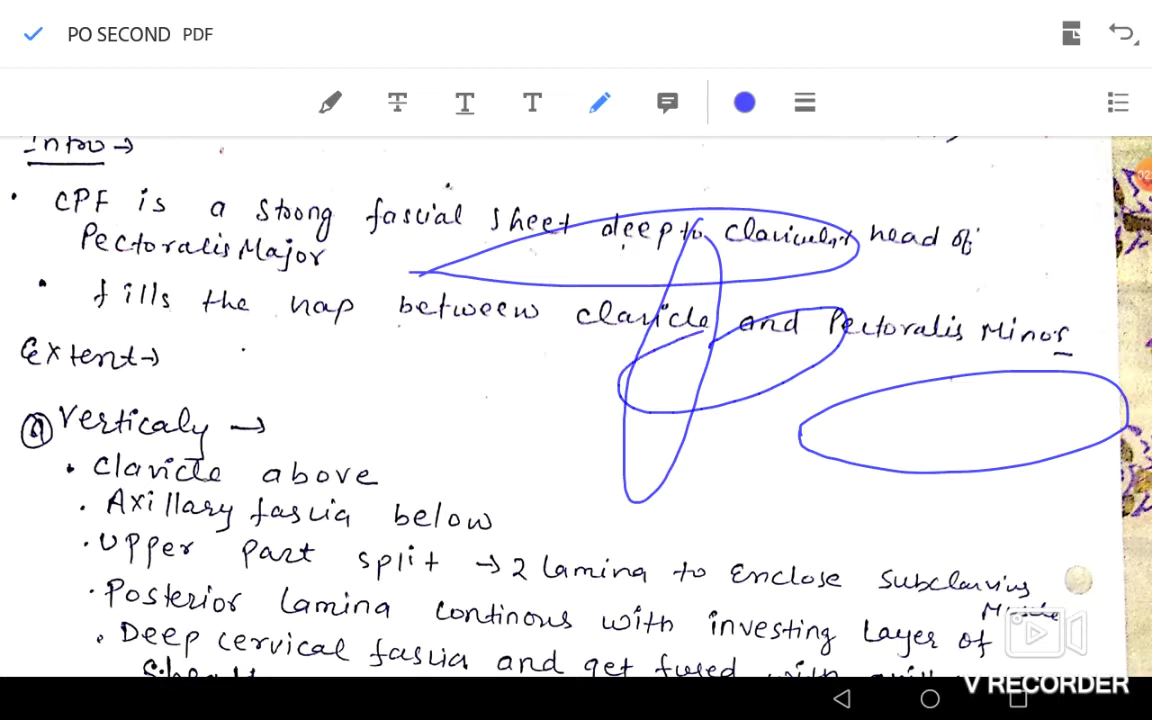 PO SECOND PDF
Intro →
• CPF is a strong fascial sheet deep to clavicular head of
Pectoralis Major
• fills the nap between clavicle and Pectoralis Minor
Extent→
a Verticaly →
• Clavicle above
• Axillary fascia below
• Upper part split → 2 lamina to Enclose subclavius
• Posterior lamina continous with investing Layer of
• Deep cervical fascia and get fused with
V RECORDER